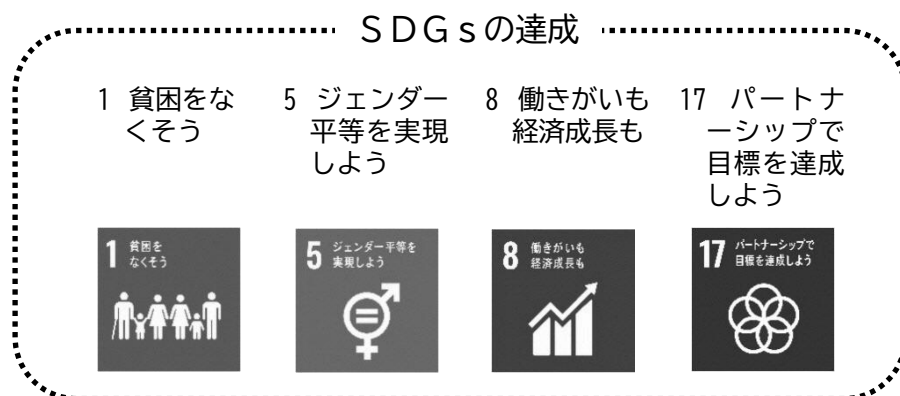 ＳＤＧｓの達成
1 貧困をな
くそう
5 ジェンダー
平等を実現
しよう
8 働きがいも
経済成長も
17 パートナ
ーシップで
目標を達成
しよう
1 貧困を
なくそう
5 ジェンダー平等を
実現しよう
8 働きがいも
経済成長も
17 パートナーシップで
目標を達成しよう